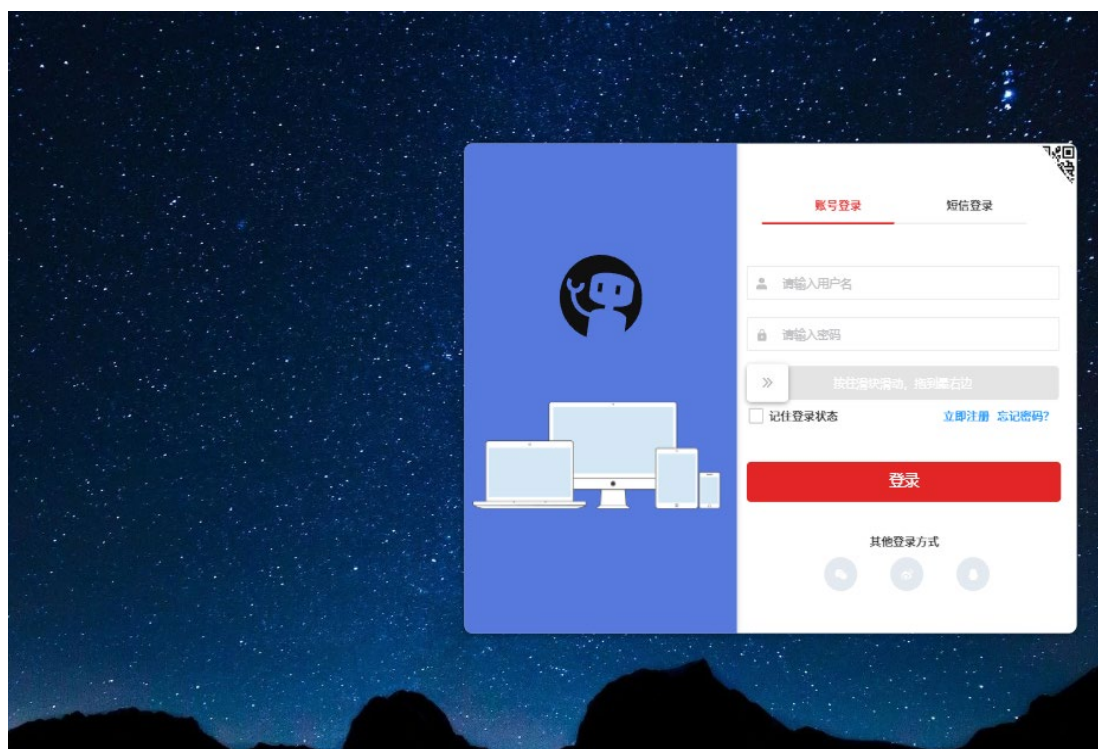 账号登录 短信登录
请输入用户名
请输入密码
按住滑块滑动，拖到最右边
记住登录状态 立即注册 忘记密码?
登录
其他登录方式